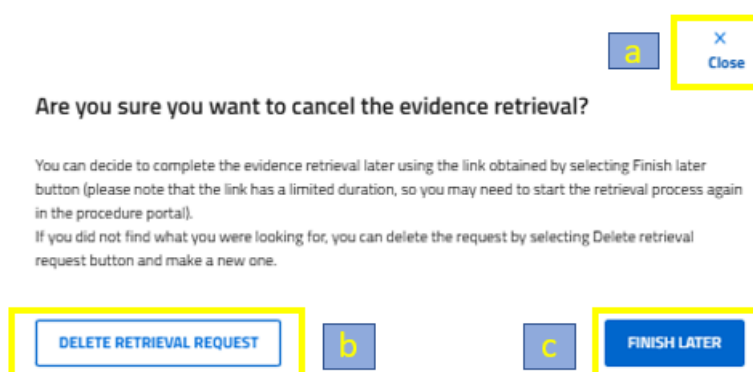 a
×
Close
Are you sure you want to cancel the evidence retrieval?
You can decide to complete the evidence retrieval later using the link obtained by selecting Finish later
button (please note that the link has a limited duration, so you may need to start the retrieval process again
in the procedure portal).
If you did not find what you were looking for, you can delete the request by selecting Delete retrieval
request button and make a new one.
DELETE RETRIEVAL REQUEST
b
c
FINISH LATER